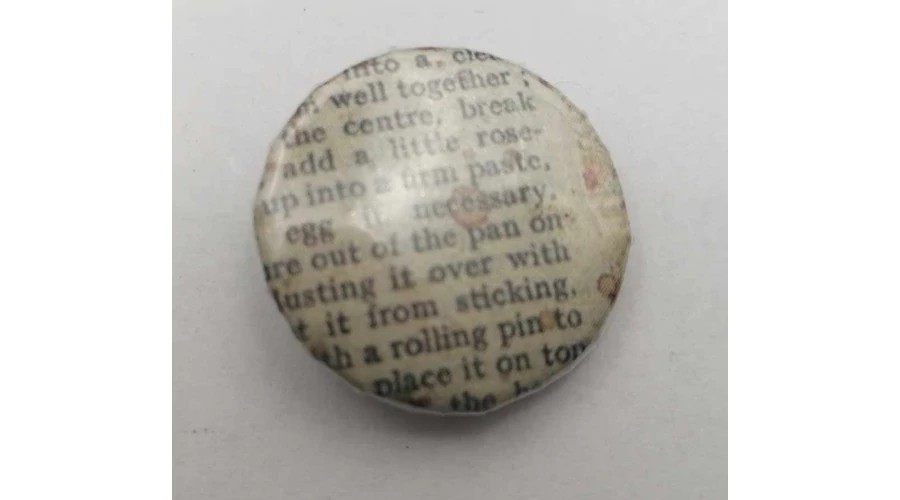 into a
well together ;
the centre, break
add a little rose-
up into a firm paste,
egg if necessary.
out of the pan on
dusting it over with
it from sticking,
a rolling pin to
place it on top
the